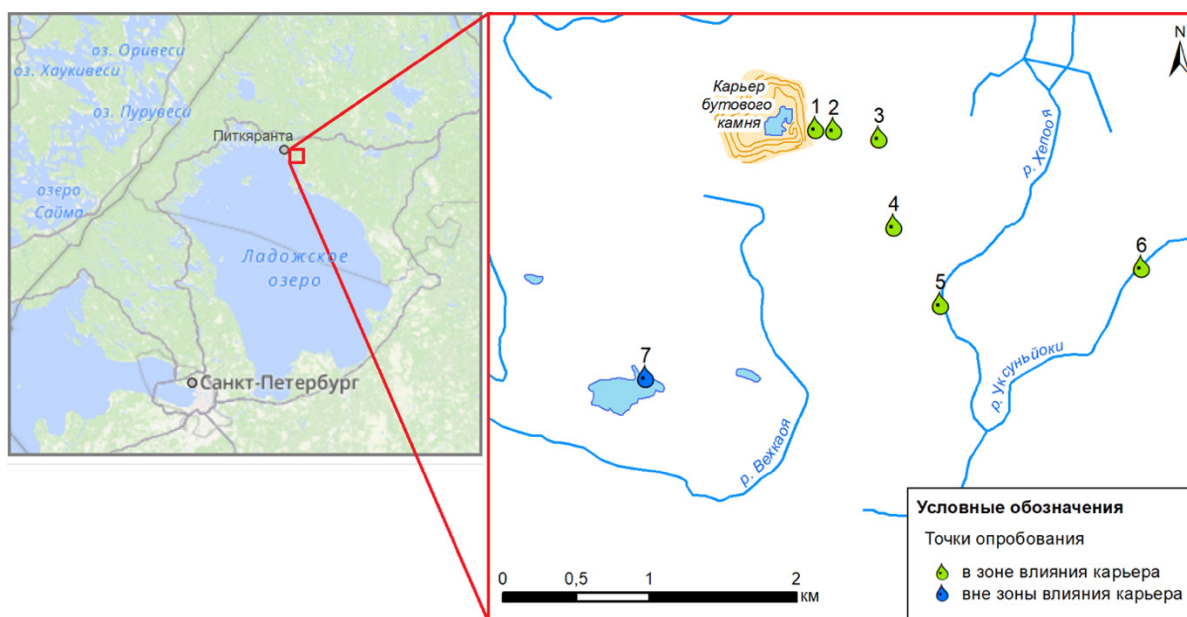 оз. Оривеси
оз. Хаукивеси
оз. Пурувеси
Питкяранта
озеро
Сайма
Ладожское
озеро
Санкт-Петербург
Карьер
бутового
камня
1
2
3
4
5
6
7
р. Хепооя
р. Уксуньйоки
р. Вехкаоя
N
0
0,5
1
2
км
Условные обозначения
Точки опробования
в зоне влияния карьера
вне зоны влияния карьера